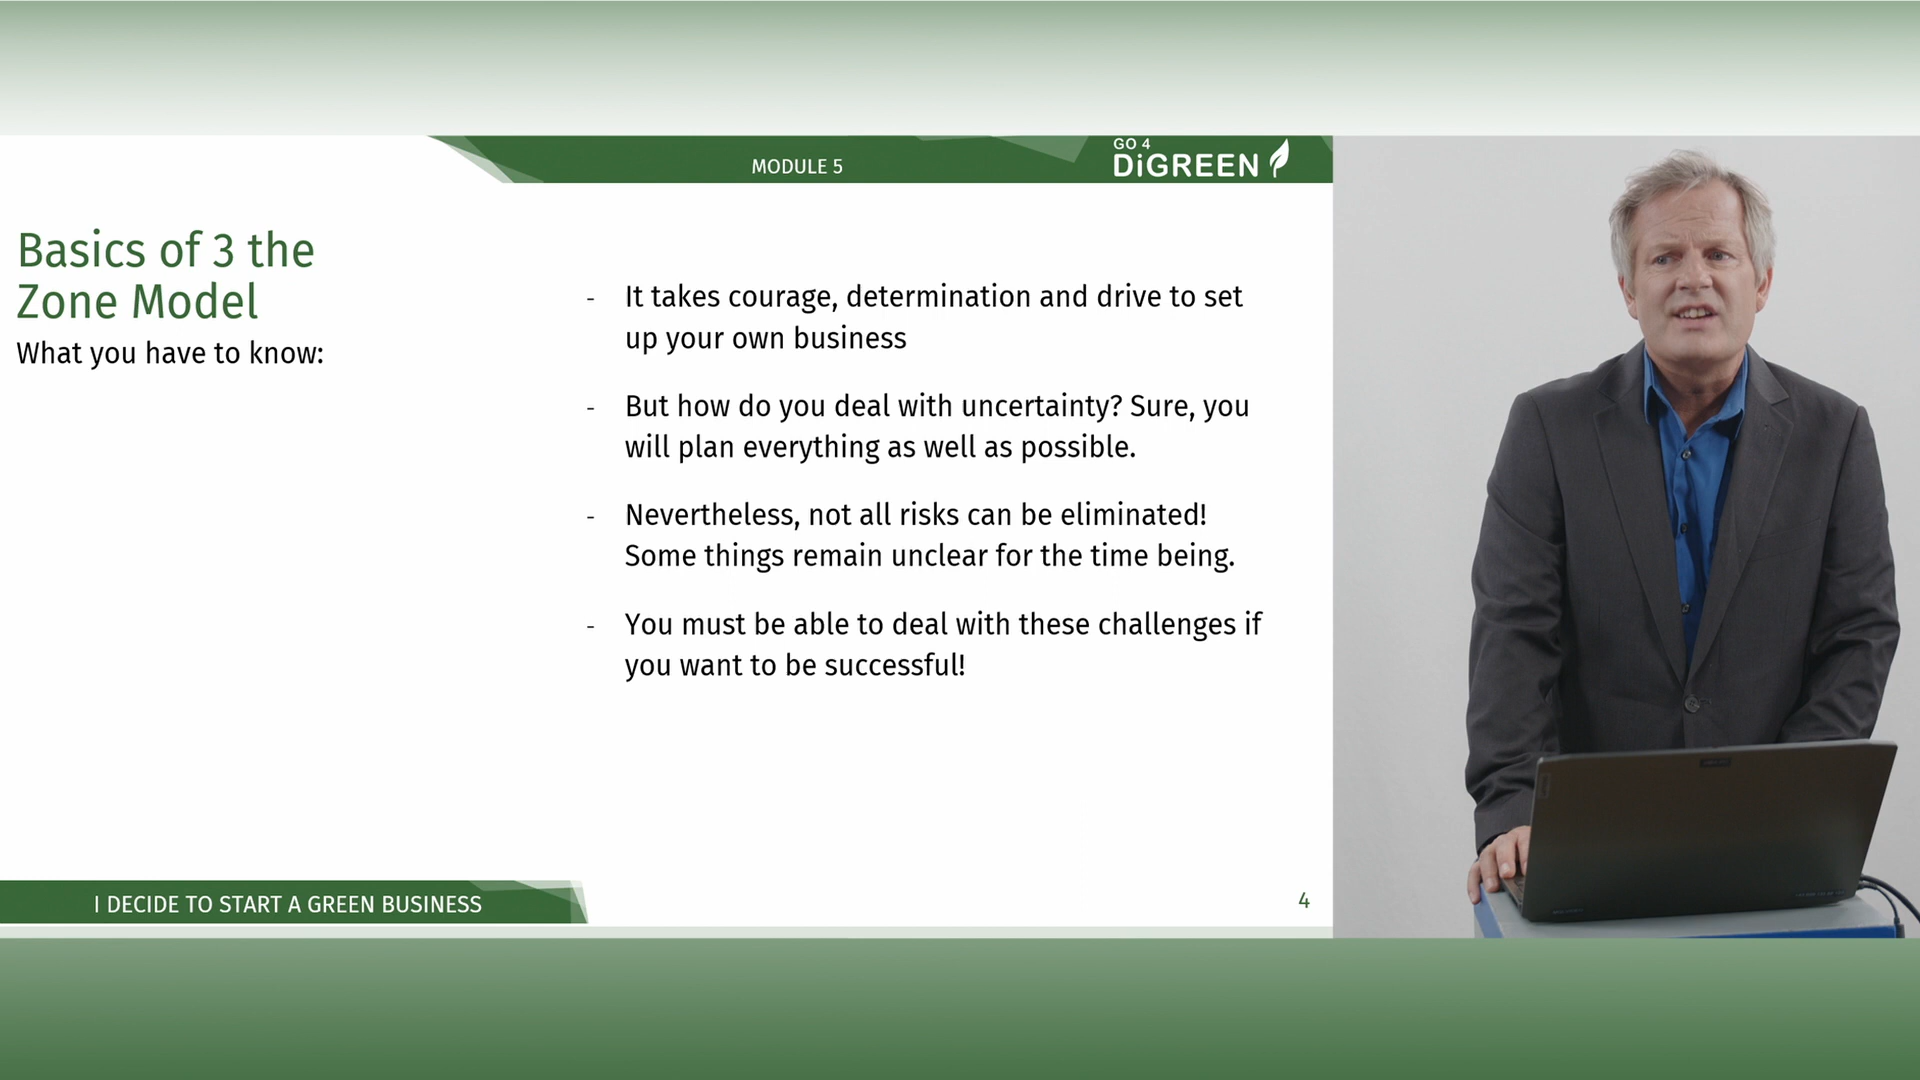 MODULE 5
GO 4
DiGREEN
Basics of 3 the
Zone Model
What you have to know:
- It takes courage, determination and drive to set
up your own business
- But how do you deal with uncertainty? Sure, you
will plan everything as well as possible.
- Nevertheless, not all risks can be eliminated!
Some things remain unclear for the time being.
- You must be able to deal with these challenges if
you want to be successful!
I DECIDE TO START A GREEN BUSINESS
4